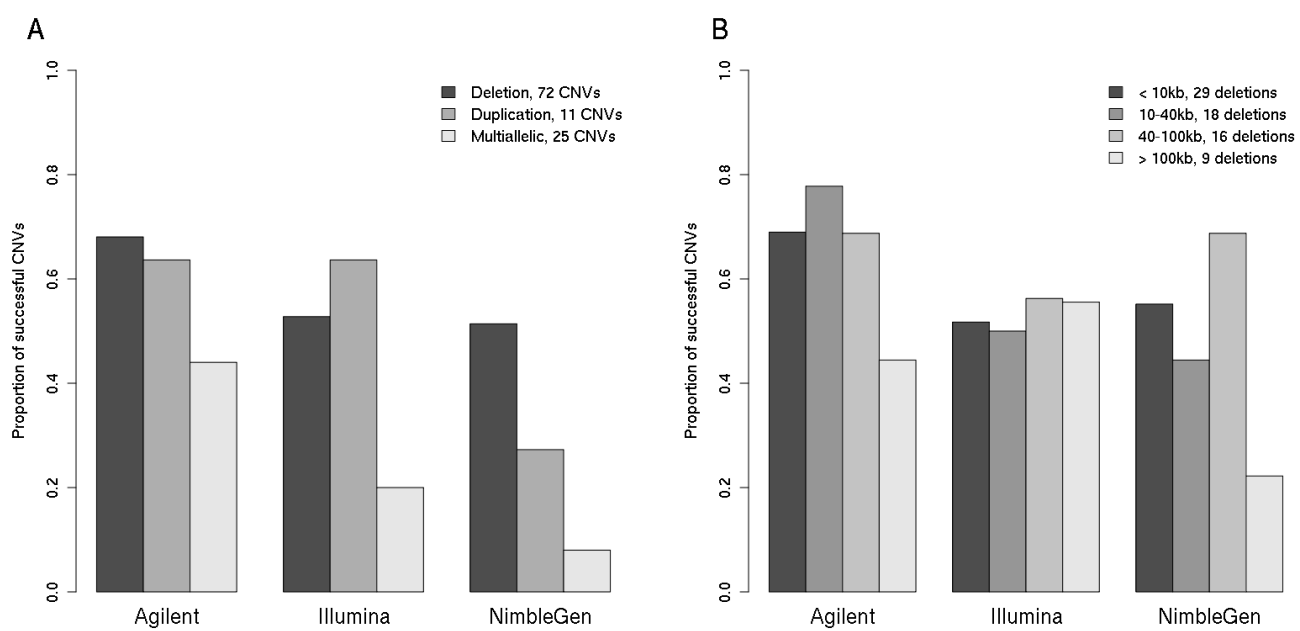 A
Proportion of successful CNVs
1.0
0.8
0.6
0.4
0.2
0.0
Deletion, 72 CNVs
Duplication, 11 CNVs
Multiallelic, 25 CNVs
Agilent
Illumina
NimbleGen
B
Proportion of successful CNVs
1.0
0.8
0.6
0.4
0.2
0.0
< 10kb, 29 deletions
10-40kb, 18 deletions
40-100kb, 16 deletions
> 100kb, 9 deletions
Agilent
Illumina
NimbleGen